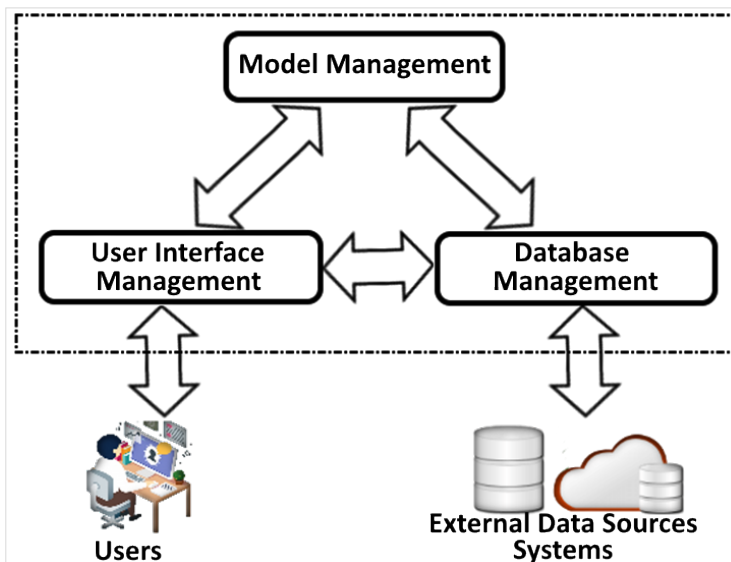 Model Management
User Interface
Management
Database
Management
Users
External Data Sources
Systems